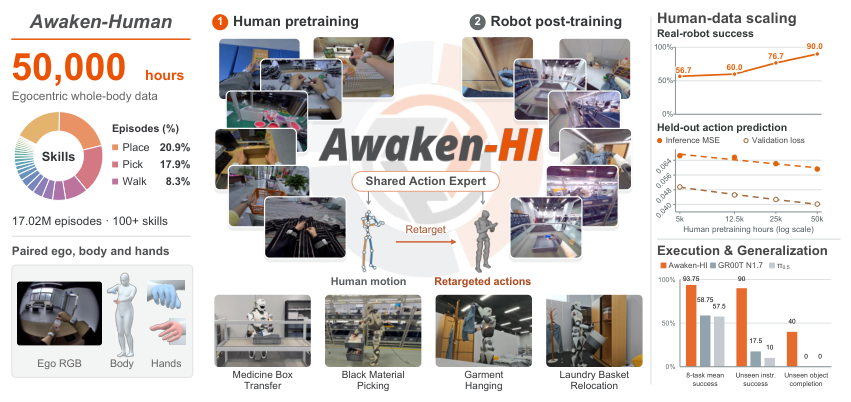 Awaken-Human
50,000 hours
Egocentric whole-body data
Skills
Episodes (%)
Place 20.9%
Pick 17.9%
Walk 8.3%
17.02M episodes · 100+ skills
Paired ego, body and hands
Ego RGB
Body
Hands
1 Human pretraining
2 Robot post-training
Awaken-HI
Shared Action Expert
Retarget
Human motion
Retargeted actions
Medicine Box
Transfer
Black Material
Picking
Garment
Hanging
Laundry Basket
Relocation
Human-data scaling
Real-robot success
100%
0%
56.7
60.0
76.7
90.0
Held-out action prediction
Inference MSE
Validation loss
0.064
0.056
0.048
0.040
5k
12.5k
25k
50k
Human pretraining hours (log scale)
Execution & Generalization
Awaken-HI
GR00T N1.7
π0.5
100%
50%
0%
93.75
58.75
57.5
90
17.5
10
40
0
0
8-task mean
success
Unseen instr.
success
Unseen object
completion